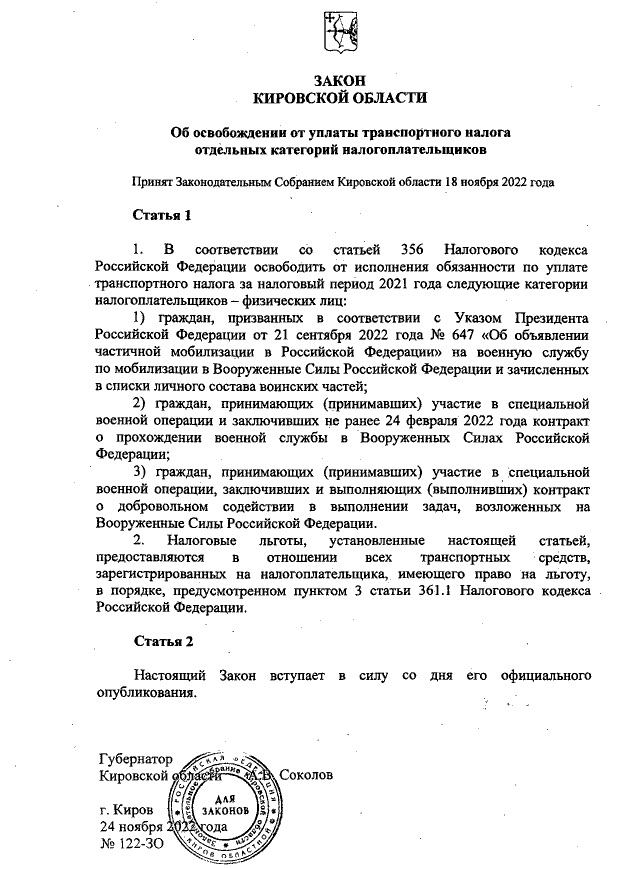 ЗАКОН
КИРОВСКОЙ ОБЛАСТИ
Об освобождении от уплаты транспортного налога
отдельных категорий налогоплательщиков
Принят Законодательным Собранием Кировской области 18 ноября 2022 года
Статья 1
1. В соответствии со статьей 356 Налогового кодекса
Российской Федерации освободить от исполнения обязанности по уплате
транспортного налога за налоговый период 2021 года следующие категории
налогоплательщиков – физических лиц:
1) граждан, призванных в соответствии с Указом Президента
Российской Федерации от 21 сентября 2022 года № 647 «Об объявлении
частичной мобилизации в Российской Федерации» на военную службу
по мобилизации в Вооруженные Силы Российской Федерации и зачисленных
в списки личного состава воинских частей;
2) граждан, принимающих (принимавших) участие в специальной
военной операции и заключивших не ранее 24 февраля 2022 года контракт
о прохождении военной службы в Вооруженных Силах Российской
Федерации;
3) граждан, принимающих (принимавших) участие в специальной
военной операции, заключивших и выполняющих (выполнивших) контракт
о добровольном содействии в выполнении задач, возложенных на
Вооруженные Силы Российской Федерации.
2. Налоговые льготы, установленные настоящей статьей,
предоставляются в отношении всех транспортных средств,
зарегистрированных на налогоплательщика, имеющего право на льготу,
в порядке, предусмотренном пунктом 3 статьи 361.1 Налогового кодекса
Российской Федерации.
Статья 2
Настоящий Закон вступает в силу со дня его официального
опубликования.
Губернатор
Кировской области А.В. Соколов
г. Киров
24 ноября 2022 года
№ 122-ЗО
РОССИЙСКАЯ ФЕДЕРАЦИЯ
Законодательное Собрание Кировской области
ДЛЯ
ЗАКОНОВ